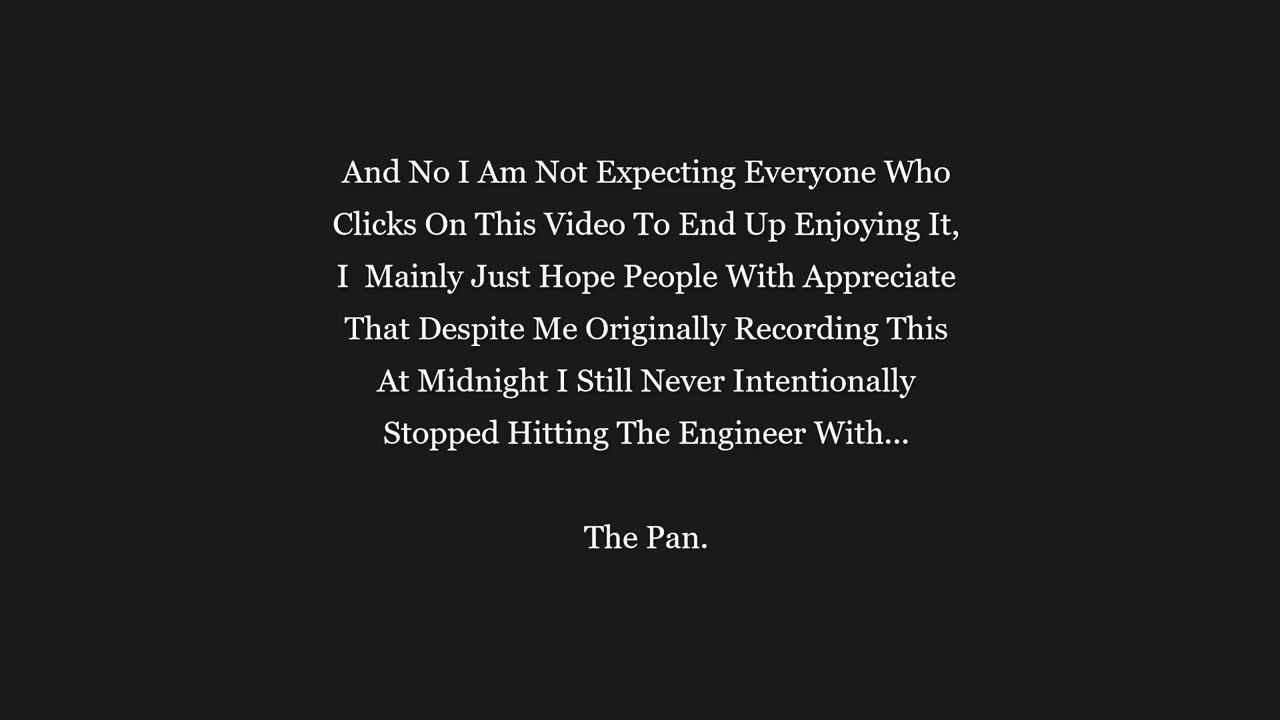 And No I Am Not Expecting Everyone Who
Clicks On This Video To End Up Enjoying It,
I  Mainly Just Hope People With Appreciate
That Despite Me Originally Recording This
At Midnight I Still Never Intentionally
Stopped Hitting The Engineer With...
The Pan.